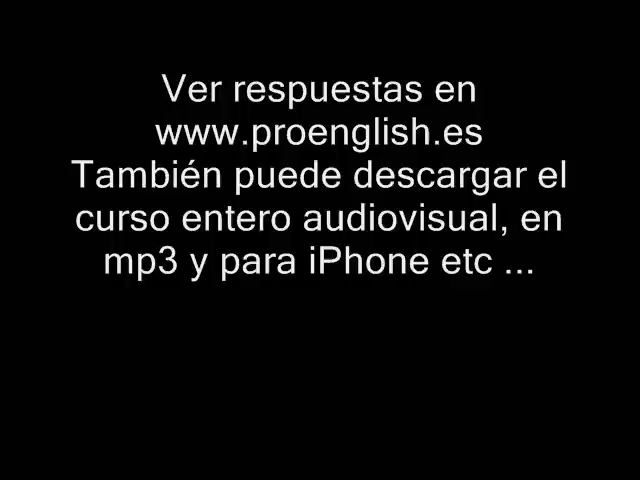 Ver respuestas en
www.proenglish.es
También puede descargar el
curso entero audiovisual, en
mp3 y para iPhone etc ...